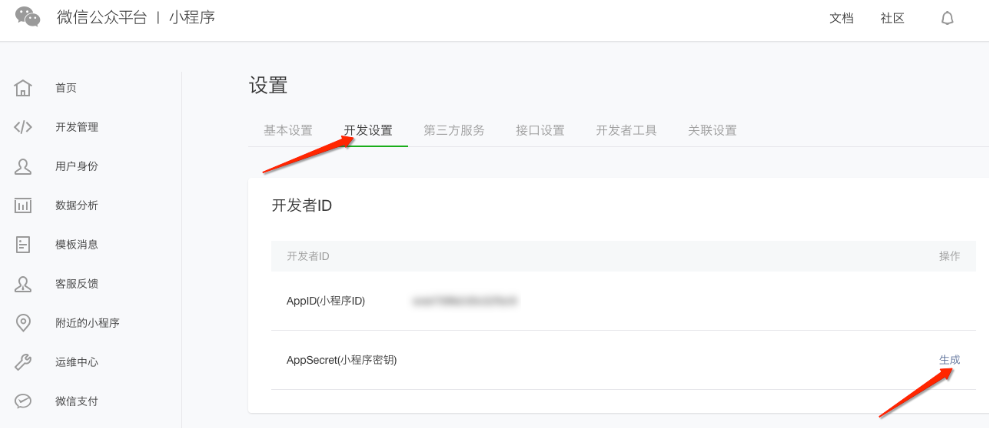 微信公众平台 | 小程序
文档 社区
首页
开发管理
用户身份
数据分析
模板消息
客服反馈
附近的小程序
运维中心
微信支付
设置
基本设置 开发设置 第三方服务 接口设置 开发者工具 关联设置
开发者ID
开发者ID 操作
AppID(小程序ID)
AppSecret(小程序密钥) 生成